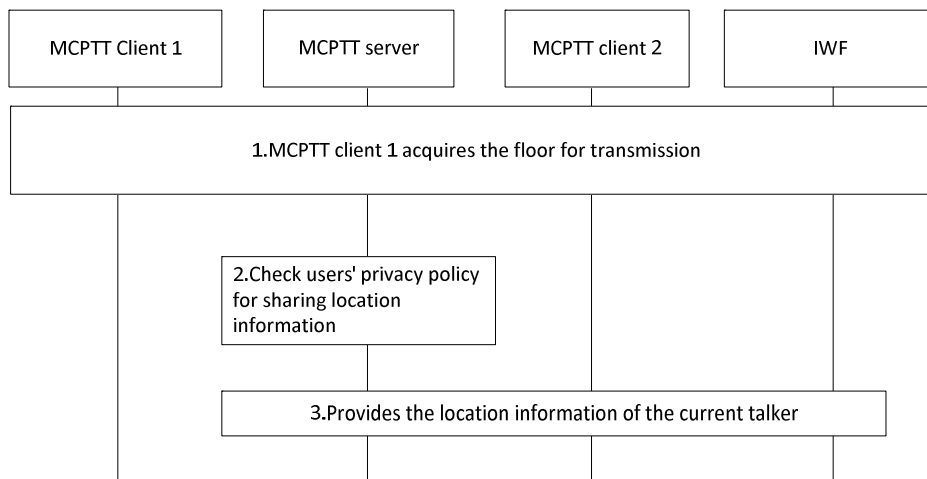 MCPTT Client 1
MCPTT server
MCPTT client 2
IWF
1.MCPTT client 1 acquires the floor for transmission
2.Check users' privacy policy
for sharing location
information
3.Provides the location information of the current talker